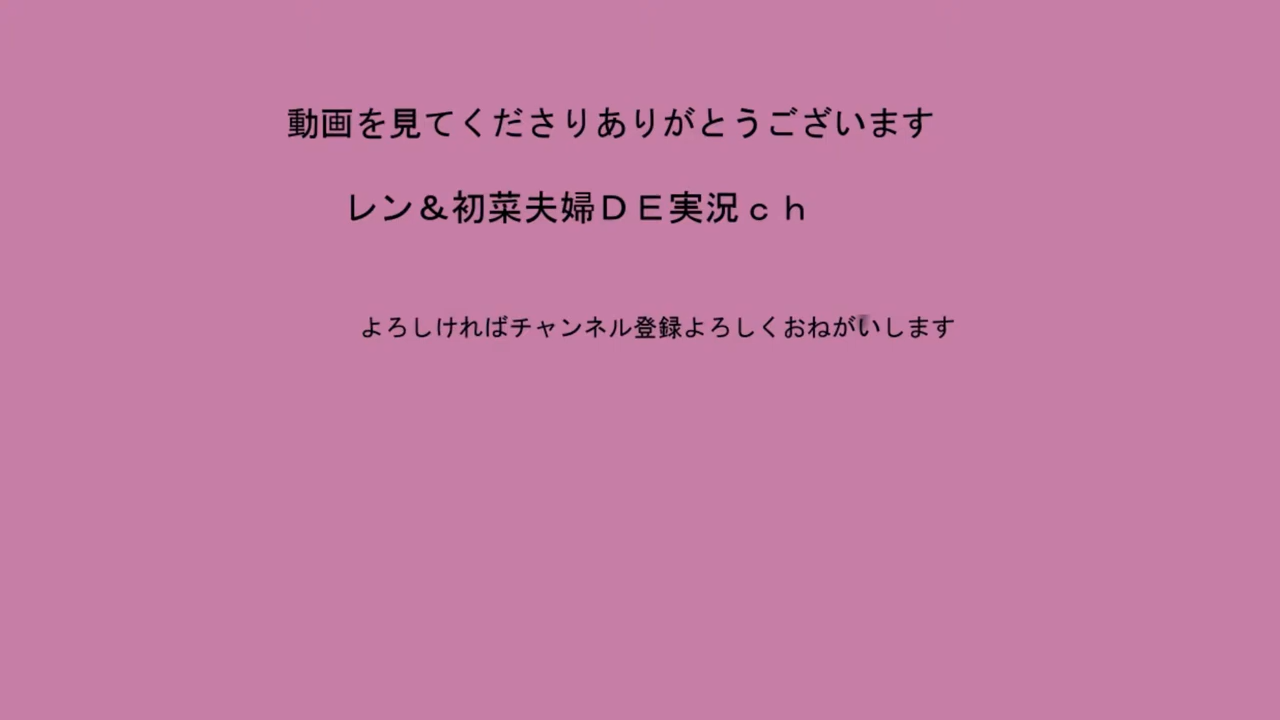 動画を見てくださりありがとうございます
レン＆初菜夫婦ＤＥ実況ｃｈ
よろしければチャンネル登録よろしくおねがいします